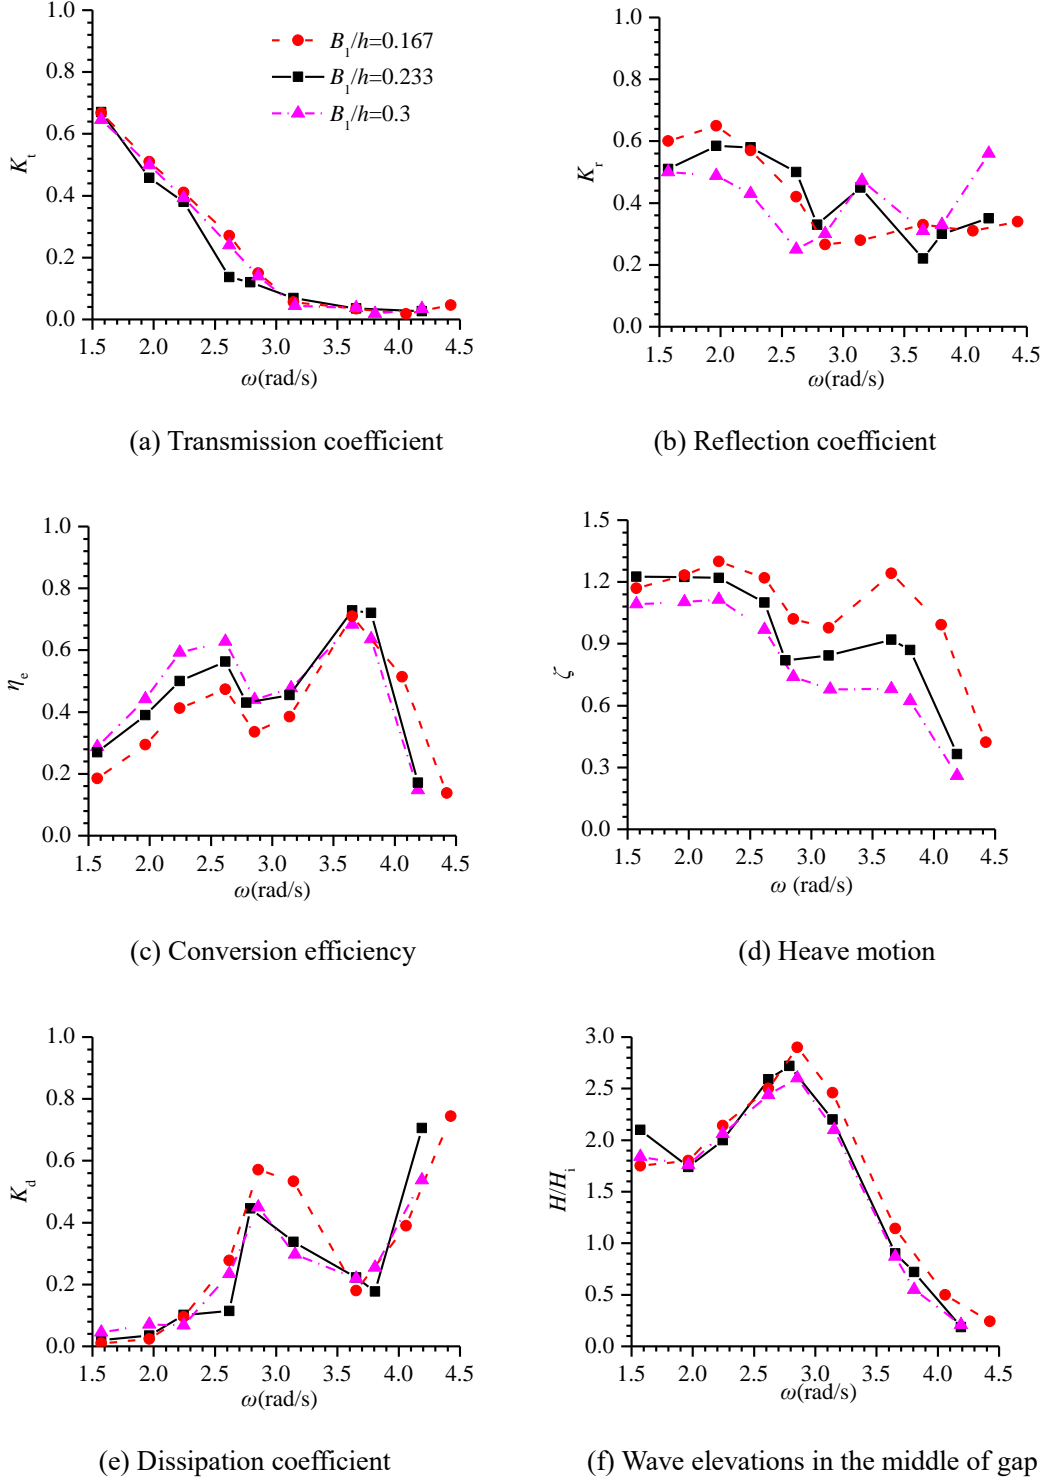 1.0
0.8
0.6
0.4
0.2
0.0
K_t
B_1/h=0.167
B_1/h=0.233
B_1/h=0.3
1.5 2.0 2.5 3.0 3.5 4.0 4.5
ω(rad/s)
(a) Transmission coefficient
1.0
0.8
0.6
0.4
0.2
0.0
K_r
1.5 2.0 2.5 3.0 3.5 4.0 4.5
ω(rad/s)
(b) Reflection coefficient
1.0
0.8
0.6
0.4
0.2
0.0
η_e
1.5 2.0 2.5 3.0 3.5 4.0 4.5
ω(rad/s)
(c) Conversion efficiency
1.5
1.2
0.9
0.6
0.3
0.0
ζ
1.5 2.0 2.5 3.0 3.5 4.0 4.5
ω (rad/s)
(d) Heave motion
1.0
0.8
0.6
0.4
0.2
0.0
K_d
1.5 2.0 2.5 3.0 3.5 4.0 4.5
ω(rad/s)
(e) Dissipation coefficient
3.0
2.5
2.0
1.5
1.0
0.5
0.0
H/H_i
1.5 2.0 2.5 3.0 3.5 4.0 4.5
ω(rad/s)
(f) Wave elevations in the middle of gap